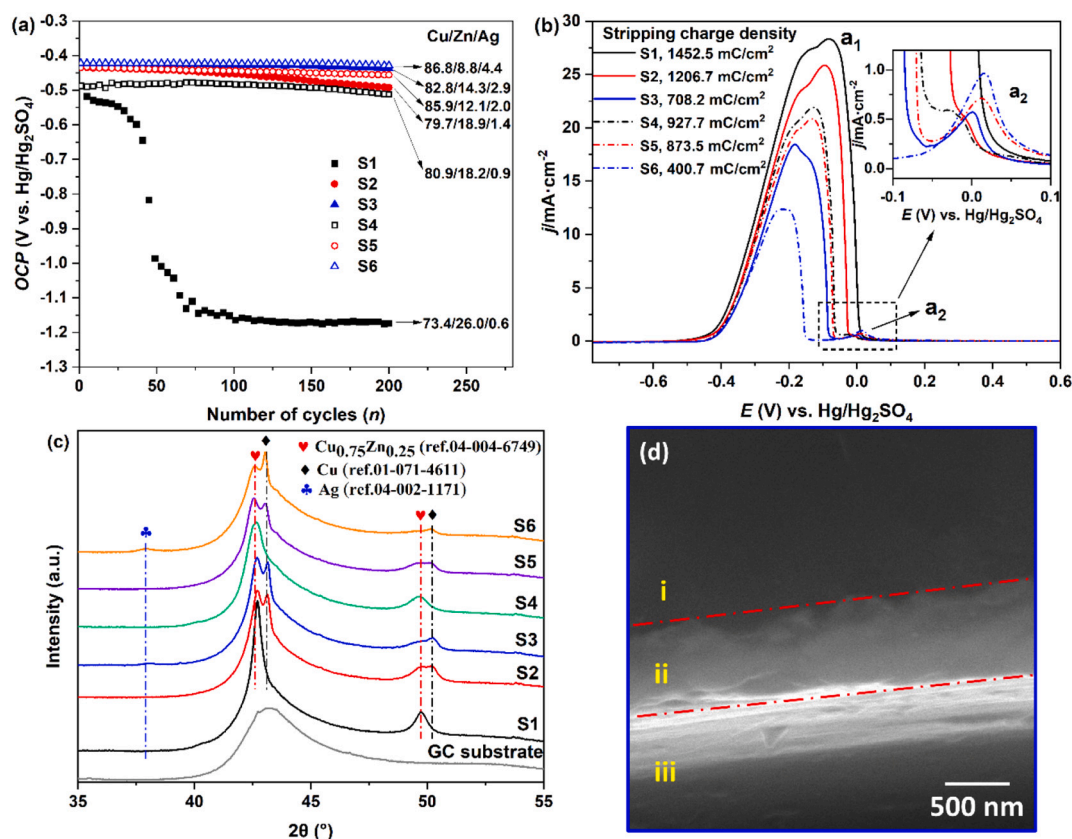 (a)
-0.3
-0.4
-0.5
-0.6
-0.7
-0.8
-0.9
-1.0
-1.1
-1.2
-1.3
OCP (V vs. Hg/Hg2SO4)
Cu/Zn/Ag
86.8/8.8/4.4
82.8/14.3/2.9
85.9/12.1/2.0
79.7/18.9/1.4
80.9/18.2/0.9
73.4/26.0/0.6
S1
S2
S3
S4
S5
S6
0 50 100 150 200 250
Number of cycles (n)
(b)
30
25
20
15
10
5
0
j/mA·cm-2
Stripping charge density
S1, 1452.5 mC/cm2
S2, 1206.7 mC/cm2
S3, 708.2 mC/cm2
S4, 927.7 mC/cm2
S5, 873.5 mC/cm2
S6, 400.7 mC/cm2
a1
1.0
0.5
0.0
j/mA·cm-2
a2
-0.1 0.0 0.1
E (V) vs. Hg/Hg2SO4
a2
-0.6 -0.4 -0.2 0.0 0.2 0.4 0.6
E (V) vs. Hg/Hg2SO4
(c)
Cu0.75Zn0.25 (ref.04-004-6749)
Cu (ref.01-071-4611)
Ag (ref.04-002-1171)
S6
S5
S4
S3
S2
S1
GC substrate
Intensity (a.u.)
35 40 45 50 55
2θ (°)
(d)
i
ii
iii
500 nm